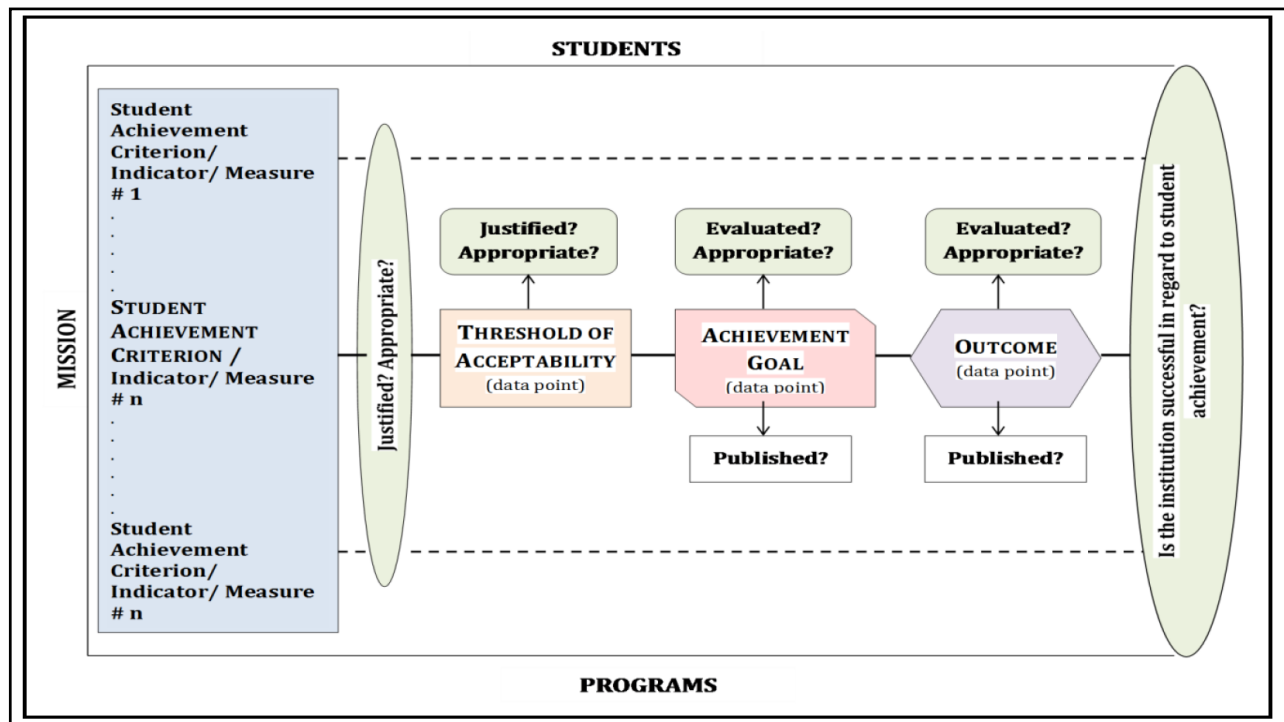 STUDENTS
MISSION
Student
Achievement
Criterion/
Indicator/ Measure
# 1
.
.
.
.
.
STUDENT
ACHIEVEMENT
CRITERION /
Indicator/ Measure
# n
.
.
.
.
.
.
Student
Achievement
Criterion/
Indicator/ Measure
# n
Justified? Appropriate?
Justified?
Appropriate?
THRESHOLD OF
ACCEPTABILITY
(data point)
Evaluated?
Appropriate?
ACHIEVEMENT
GOAL
(data point)
Published?
Evaluated?
Appropriate?
OUTCOME
(data point)
Published?
Is the institution successful in regard to student
achievement?
PROGRAMS